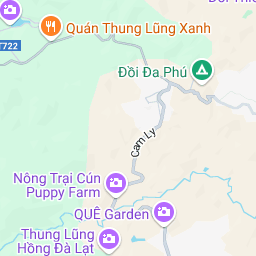 Quán Thung Lũng Xanh
T722
Đồi Đa Phú
Cam Ly
Nông Trại Cún
Puppy Farm
QUÊ Garden
Thung Lũng
Hồng Đà Lạt